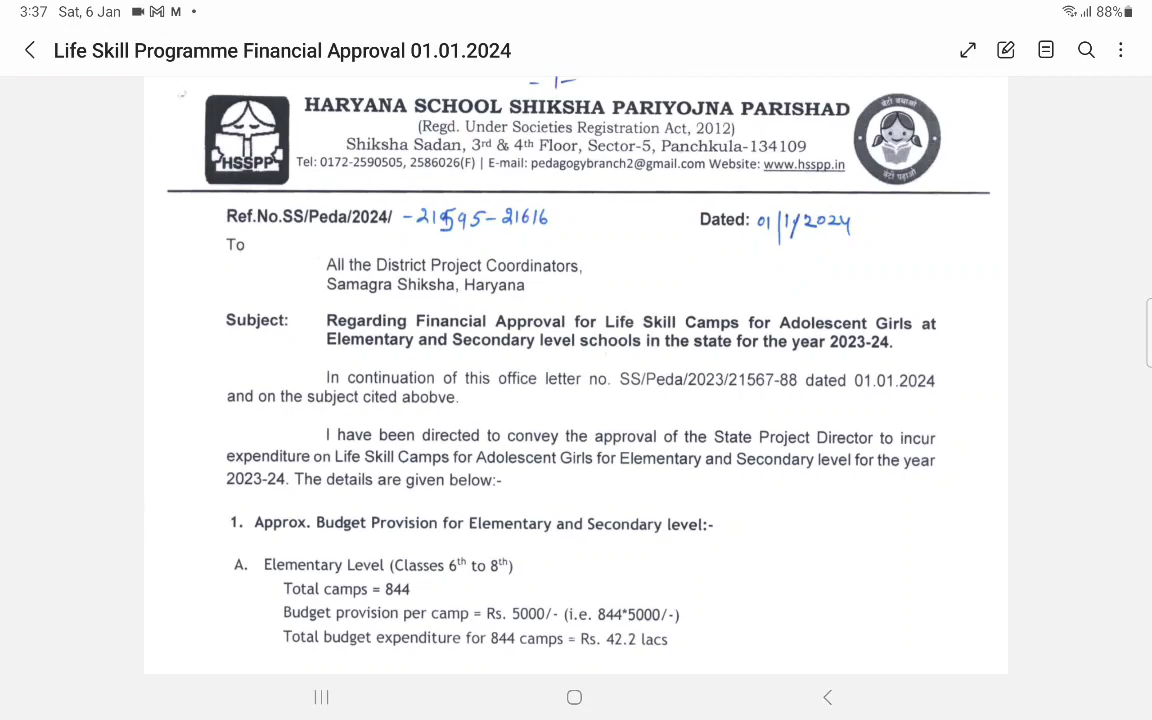 3:37 Sat, 6 Jan M • 88%
Life Skill Programme Financial Approval 01.01.2024
- 1 -
HARYANA SCHOOL SHIKSHA PARIYOJNA PARISHAD
(Regd. Under Societies Registration Act, 2012)
Shiksha Sadan, 3rd & 4th Floor, Sector-5, Panchkula-134109
Tel: 0172-2590505, 2586026(F) | E-mail: pedagogybranch2@gmail.com Website: www.hsspp.in
HSSPP
बेटी बचाओ
बेटी पढ़ाओ
Ref.No.SS/Peda/2024/ -21595-21616 Dated: 01/1/2024
To
All the District Project Coordinators,
Samagra Shiksha, Haryana
Subject: Regarding Financial Approval for Life Skill Camps for Adolescent Girls at
Elementary and Secondary level schools in the state for the year 2023-24.
In continuation of this office letter no. SS/Peda/2023/21567-88 dated 01.01.2024
and on the subject cited abobve.
I have been directed to convey the approval of the State Project Director to incur
expenditure on Life Skill Camps for Adolescent Girls for Elementary and Secondary level for the year
2023-24. The details are given below:-
1. Approx. Budget Provision for Elementary and Secondary level:-
A. Elementary Level (Classes 6th to 8th)
Total camps = 844
Budget provision per camp = Rs. 5000/- (i.e. 844*5000/-)
Total budget expenditure for 844 camps = Rs. 42.2 lacs